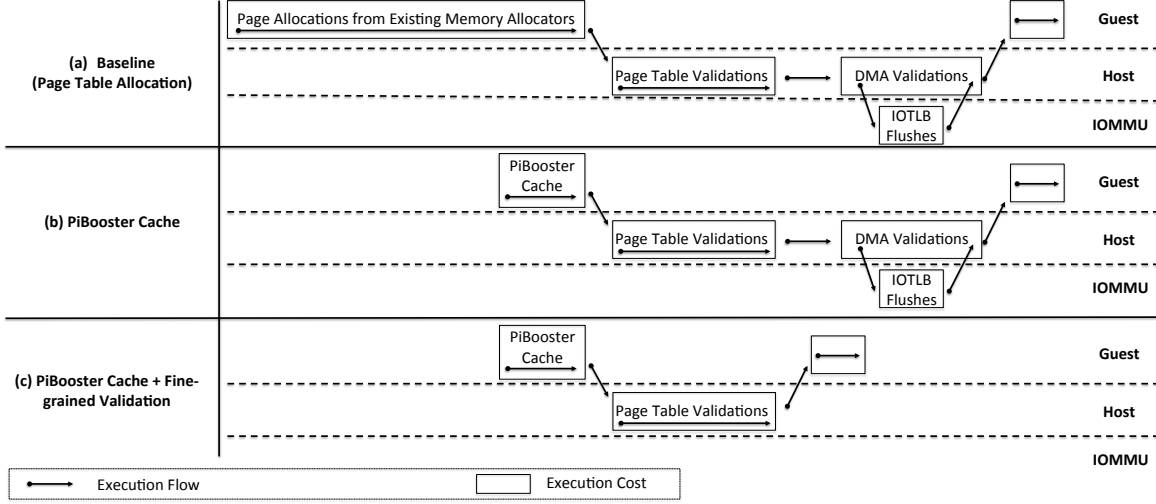 Page Allocations from Existing Memory Allocators
Guest
(a) Baseline
(Page Table Allocation)
Page Table Validations
DMA Validations
Host
IOTLB
Flushes
IOMMU
PiBooster
Cache
Guest
(b) PiBooster Cache
Page Table Validations
DMA Validations
Host
IOTLB
Flushes
IOMMU
PiBooster
Cache
Guest
(c) PiBooster Cache + Fine-
grained Validation
Page Table Validations
Host
IOMMU
Execution Flow
Execution Cost